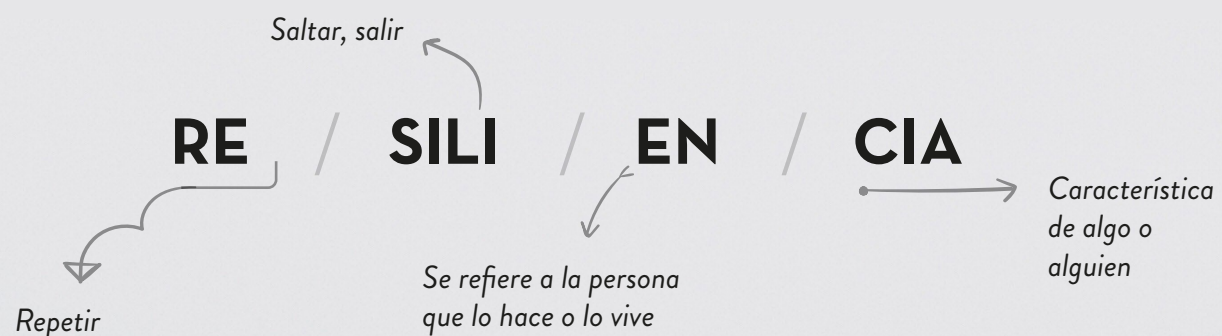 Saltar, salir
RE / SILI / EN / CIA
Característica
de algo o
alguien
Se refiere a la persona
que lo hace o lo vive
Repetir